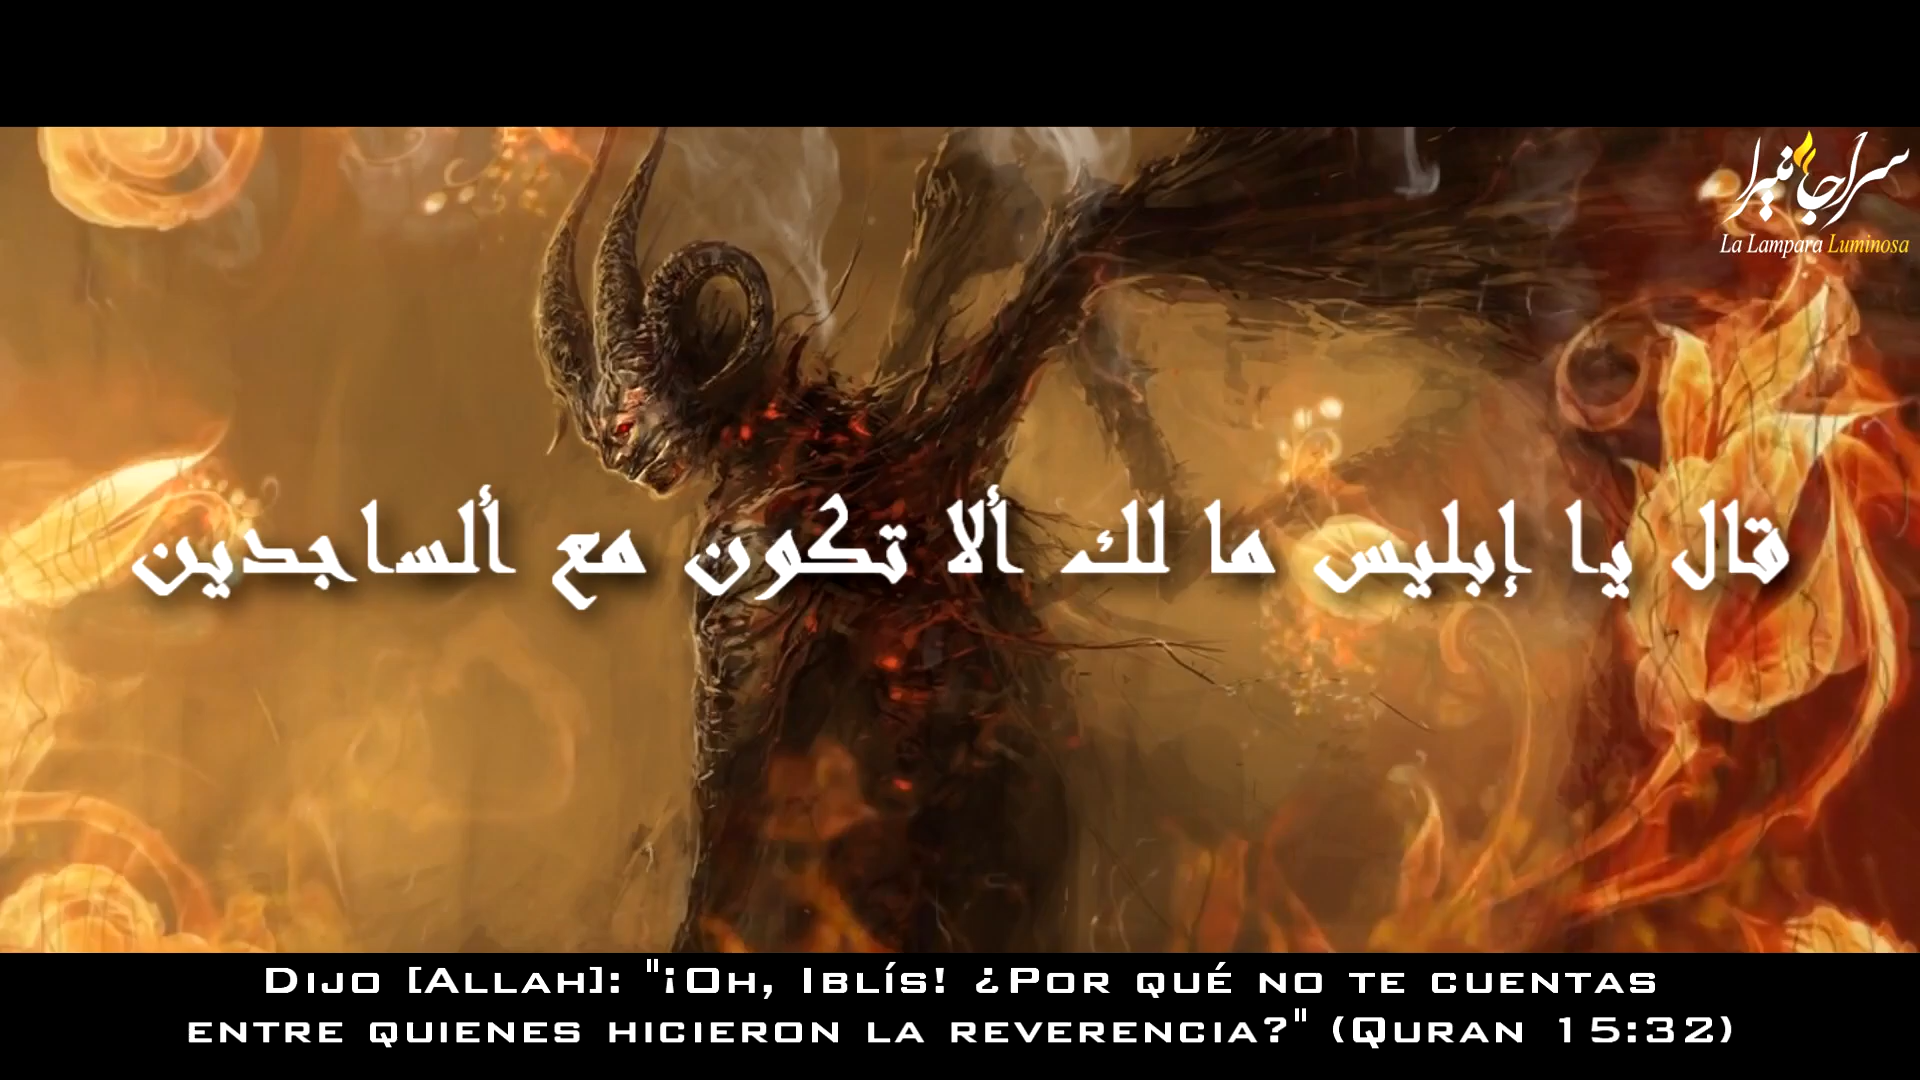 سراجا منيرا
La Lampara Luminosa
قال يا إبليس ما لك ألا تكون مع ألساجدين
Dijo [Allah]: "¡Oh, Iblís! ¿Por qué no te cuentas
entre quienes hicieron la reverencia?" (Quran 15:32)